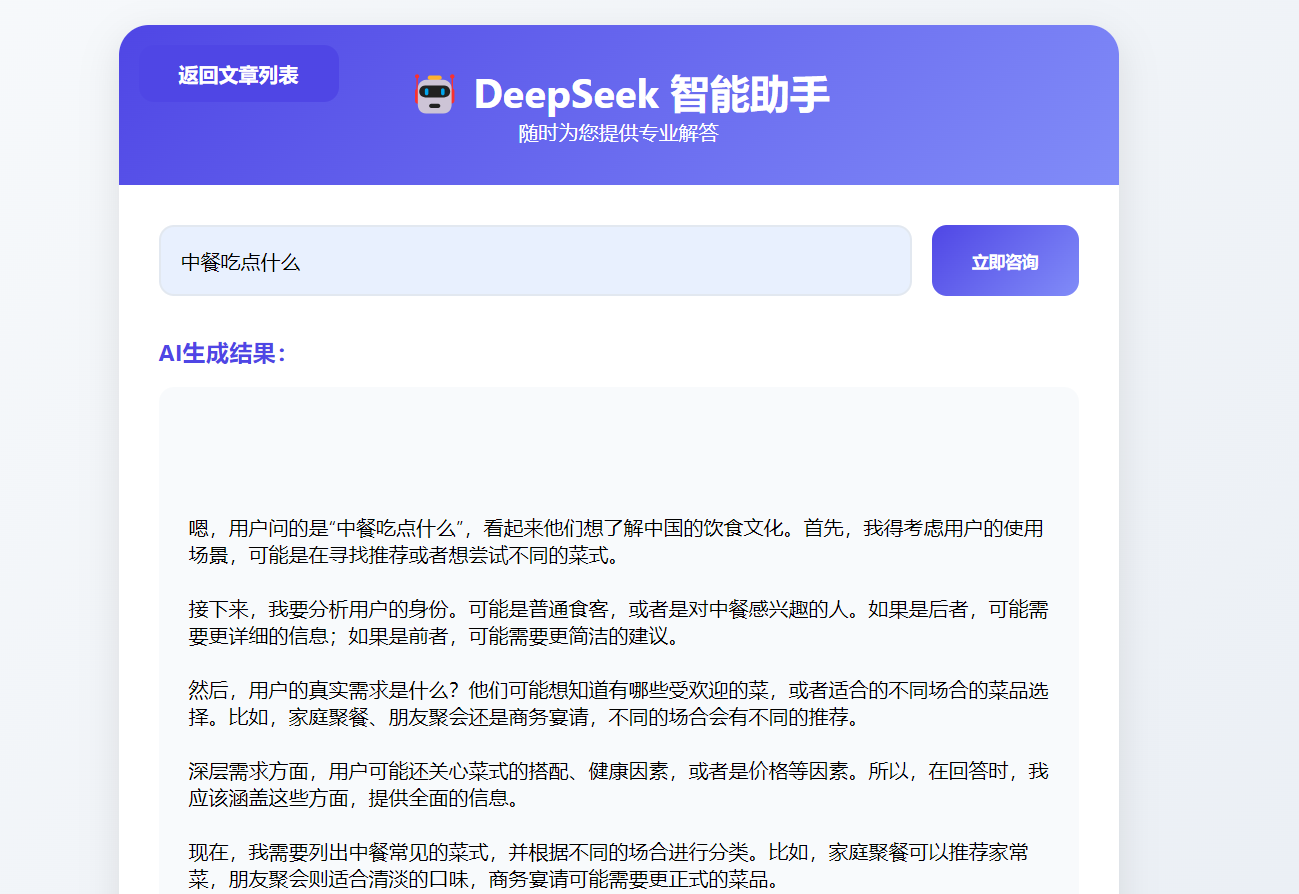 返回文章列表
DeepSeek 智能助手
随时为您提供专业解答
中餐吃点什么
立即咨询
AI生成结果：
嗯，用户问的是“中餐吃点什么”，看起来他们想了解中国的饮食文化。首先，我得考虑用户的使用
场景，可能是在寻找推荐或者想尝试不同的菜式。
接下来，我要分析用户的身份。可能是普通食客，或者是对中餐感兴趣的人。如果是后者，可能需
要更详细的信息；如果是前者，可能需要更简洁的建议。
然后，用户的真实需求是什么？他们可能想知道有哪些受欢迎的菜，或者适合的不同场合的菜品选
择。比如，家庭聚餐、朋友聚会还是商务宴请，不同的场合会有不同的推荐。
深层需求方面，用户可能还关心菜式的搭配、健康因素，或者是价格等因素。所以，在回答时，我
应该涵盖这些方面，提供全面的信息。
现在，我需要列出中餐常见的菜式，并根据不同的场合进行分类。比如，家庭聚餐可以推荐家常
菜，朋友聚会则适合清淡的口味，商务宴请可能需要更正式的菜品。